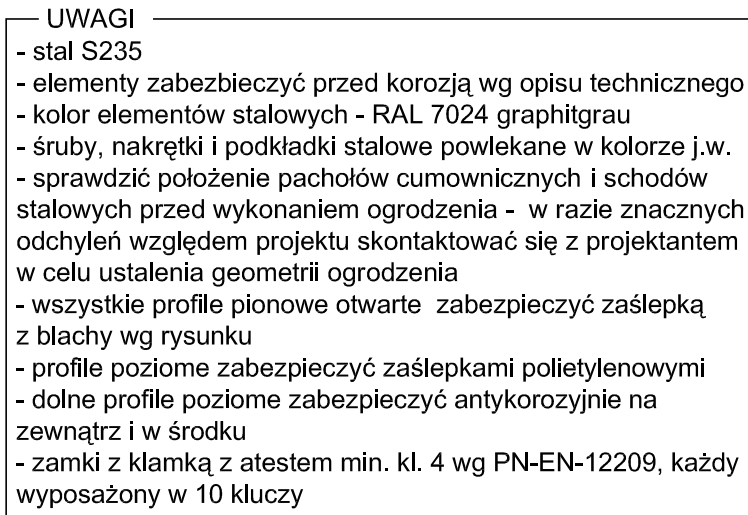 UWAGI
- stal S235
- elementy zabezbieczyć przed korozją wg opisu technicznego
- kolor elementów stalowych - RAL 7024 graphitgrau
- śruby, nakrętki i podkładki stalowe powlekane w kolorze j.w.
- sprawdzić położenie pachołów cumowniczych i schodów
stalowych przed wykonaniem ogrodzenia - w razie znacznych
odchyleń względem projektu skontaktować się z projektantem
w celu ustalenia geometrii ogrodzenia
- wszystkie profile pionowe otwarte zabezpieczyć zaślepką
z blachy wg rysunku
- profile poziome zabezpieczyć zaślepkami polietylenowymi
- dolne profile poziome zabezpieczyć antykorozyjnie na
zewnątrz i w środku
- zamki z klamką z atestem min. kl. 4 wg PN-EN-12209, każdy
wyposażony w 10 kluczy